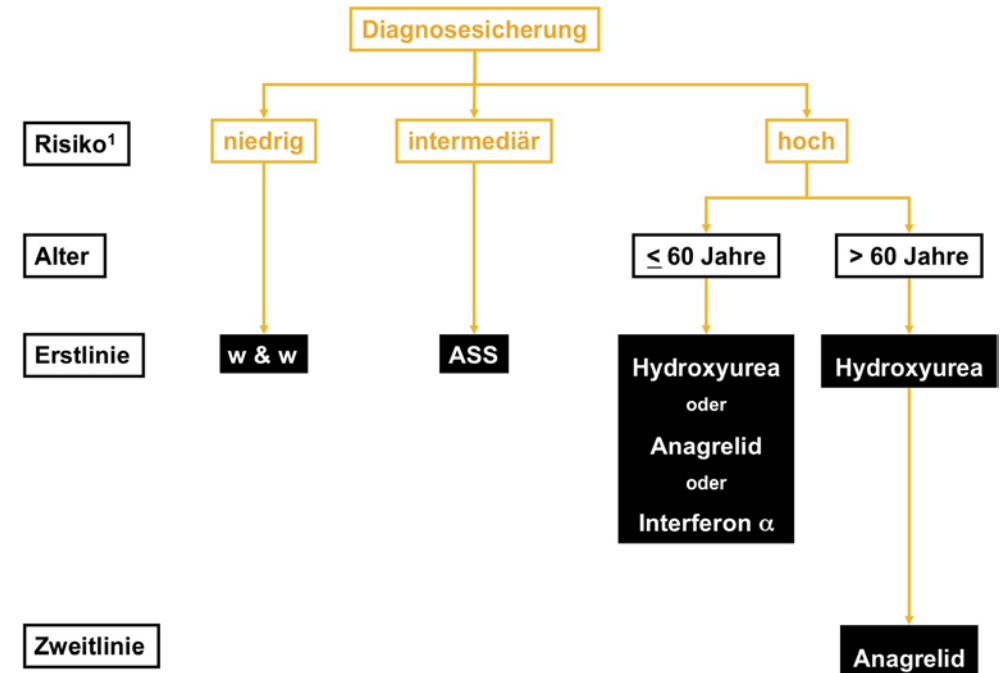 Diagnosesicherung
Risiko¹ niedrig intermediär hoch
Alter ≤ 60 Jahre > 60 Jahre
Erstlinie w & w ASS Hydroxyurea Hydroxyurea
oder
Anagrelid
oder
Interferon α
Zweitlinie Anagrelid